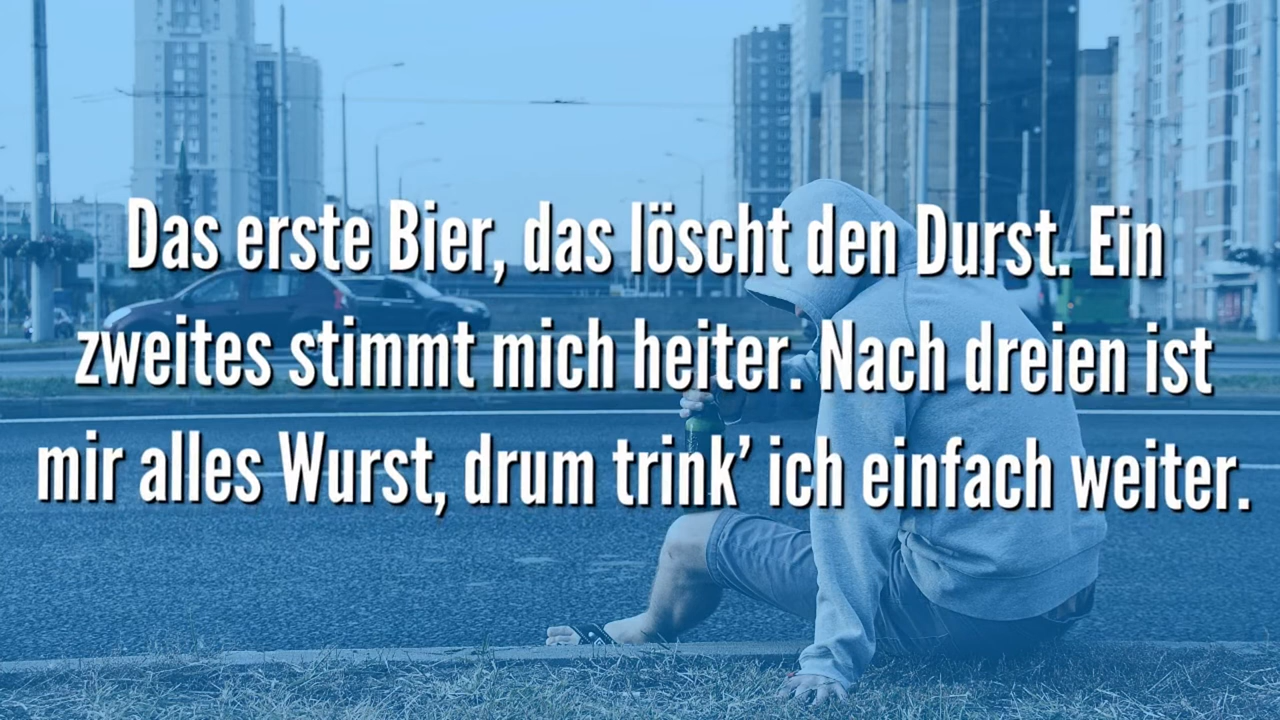 Das erste Bier, das löscht den Durst. Ein
zweites stimmt mich heiter. Nach dreien ist
mir alles Wurst, drum trink’ ich einfach weiter.